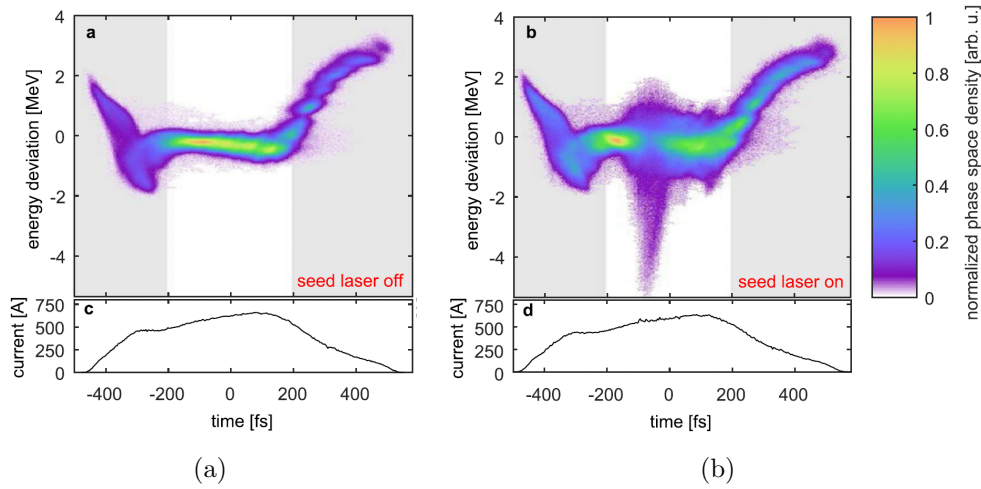 a
energy deviation [MeV]
4
2
0
-2
-4
seed laser off
b
energy deviation [MeV]
4
2
0
-2
-4
seed laser on
1
0.8
0.6
0.4
0.2
0
normalized phase space density [arb. u.]
c
current [A]
750
500
250
0
-400 -200 0 200 400
time [fs]
d
current [A]
750
500
250
0
-400 -200 0 200 400
time [fs]
(a) (b)